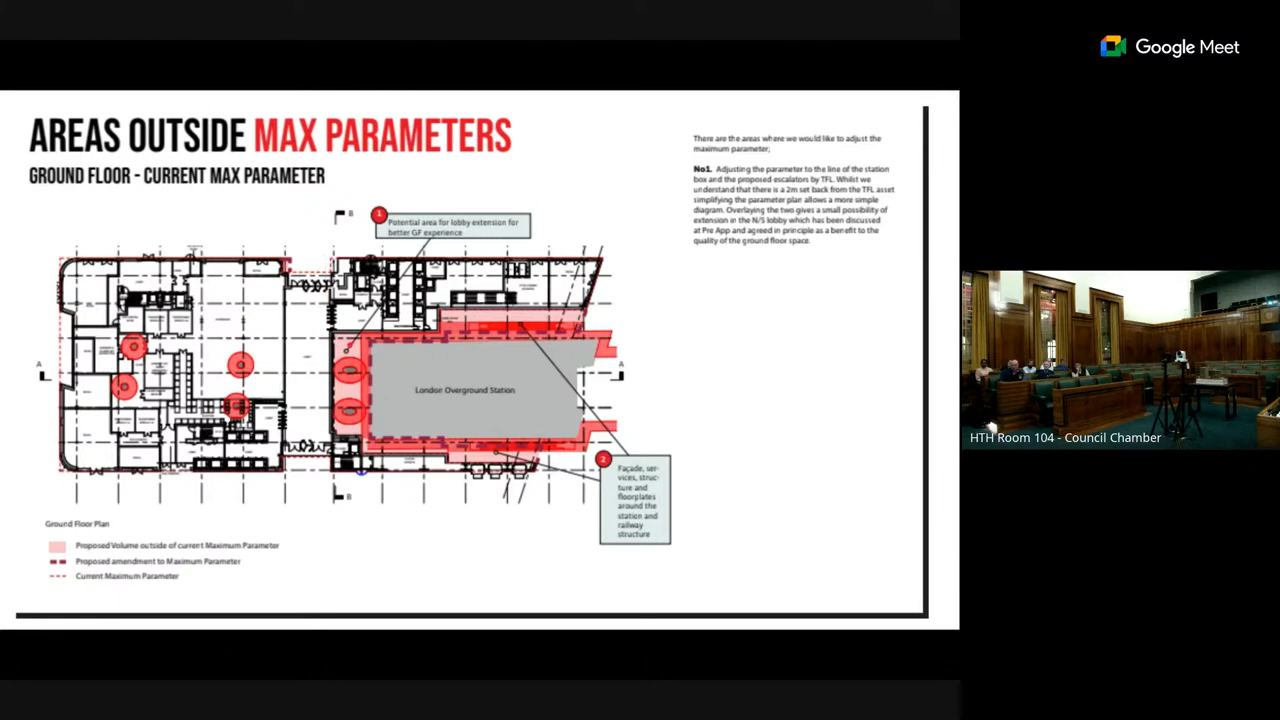 Google Meet
AREAS OUTSIDE MAX PARAMETERS
GROUND FLOOR - CURRENT MAX PARAMETER
There are the areas where we would like to adjust the
maximum parameter;
No1. Adjusting the parameter to the line of the station
box and the proposed escalators by TFL. Whilst we
understand that there is a 2m set back from the TFL asset
simplifying the parameter plan allows a more simple
diagram. Overlaying the two gives a small possibility of
extension in the N/S lobby which has been discussed
at Pre App and agreed in principle as a benefit to the
quality of the ground floor space.
B
1
Potential area for lobby extension for
better GF experience
A
A
London Overground Station
2
Façade, ser-
vices, struc-
ture and
floorplates
around the
station and
railway
structure
B
Ground Floor Plan
Proposed Volume outside of current Maximum Parameter
Proposed amendment to Maximum Parameter
Current Maximum Parameter
HTH Room 104 - Council Chamber